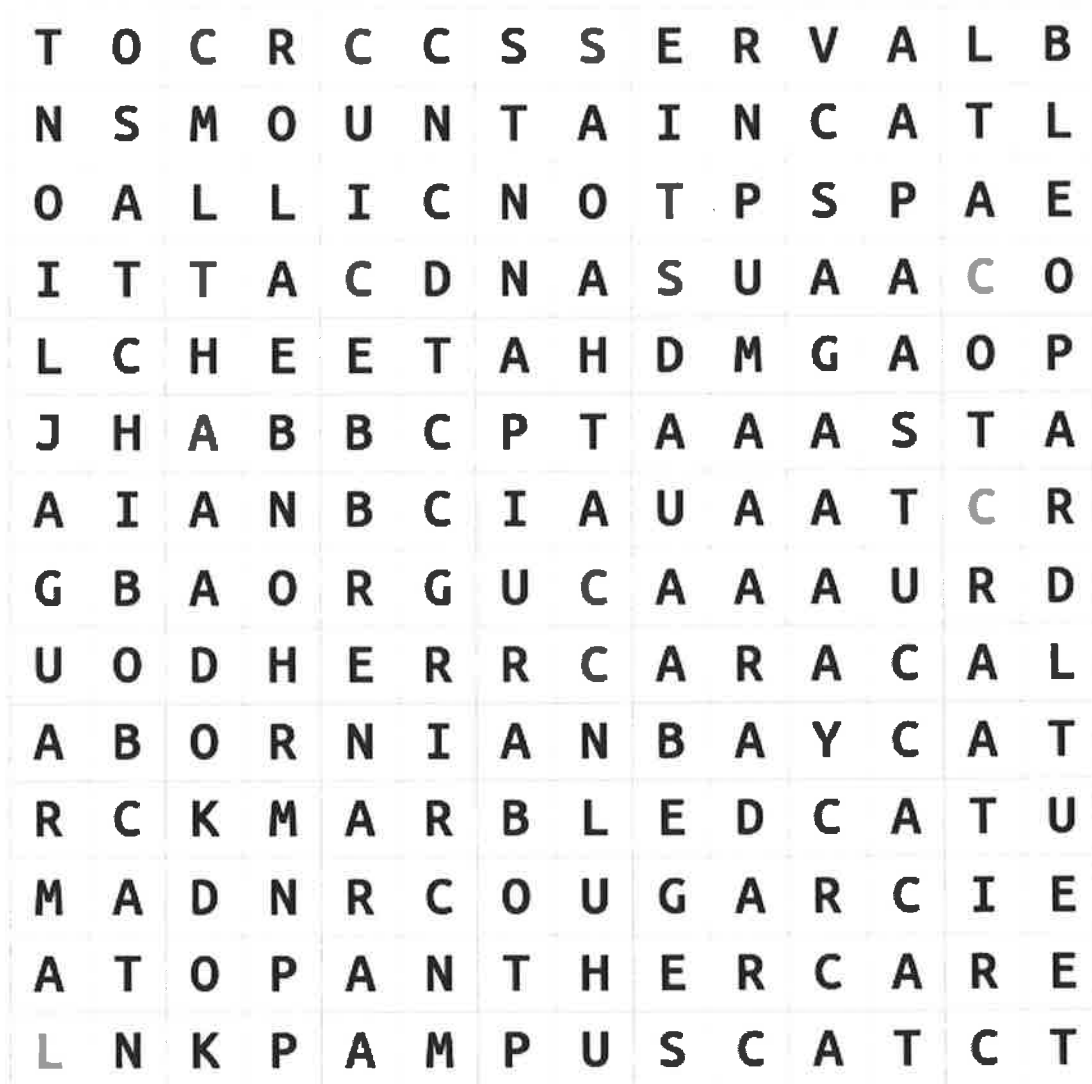 T O C R C C S S E R V A L B
N S M O U N T A I N C A T L
O A L L I C N O T P S P A E
I T T A C D N A S U A A C O
L C H E E T A H D M G A O P
J H A B B C P T A A A S T A
A I A N B C I A U A A T C R
G B A O R G U C A A A U R D
U O D H E R R C A R A C A L
A B O R N I A N B A Y C A T
R C K M A R B L E D C A T U
M A D N R C O U G A R C I E
A T O P A N T H E R C A R E
L N K P A M P U S C A T C T